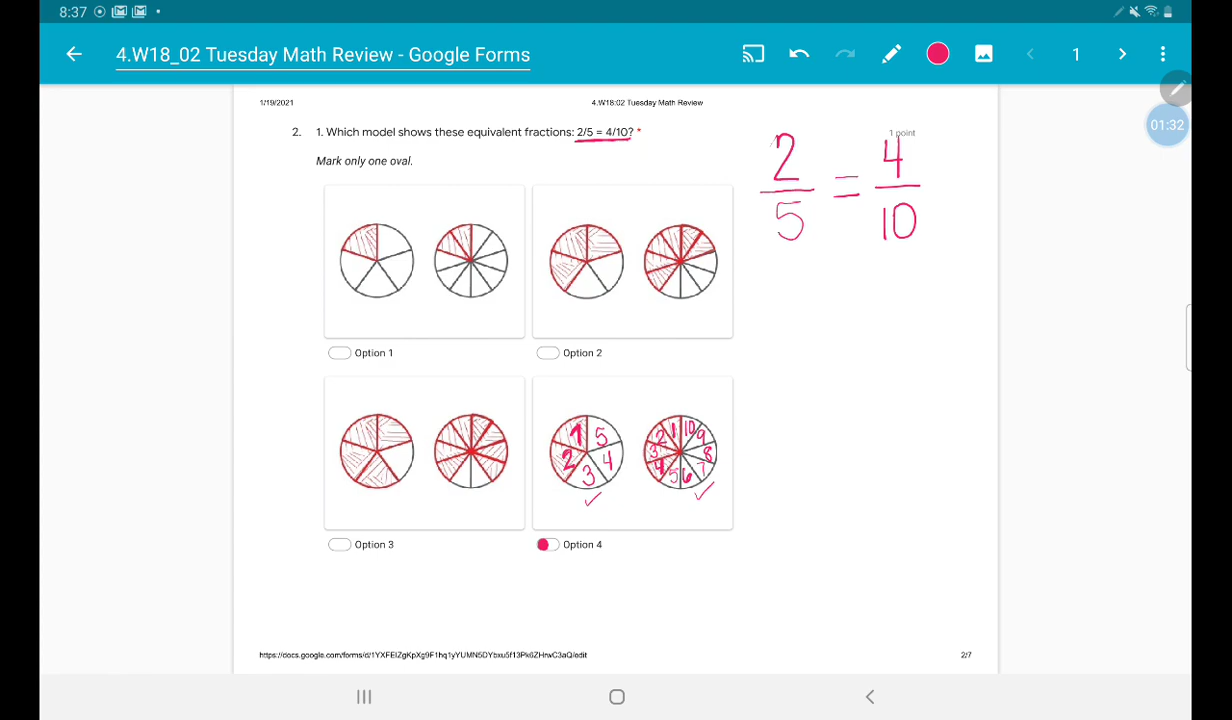 8:37
4.W18_02 Tuesday Math Review - Google Forms
1
01:32
1/19/2021
4.W18:02 Tuesday Math Review
2. 1. Which model shows these equivalent fractions: 2/5 = 4/10? *
1 point
Mark only one oval.
2/5 = 4/10
Option 1
Option 2
1 2 3 4 5
1 2 3 4 5 6 7 8 9 10
Option 3
Option 4
2/7